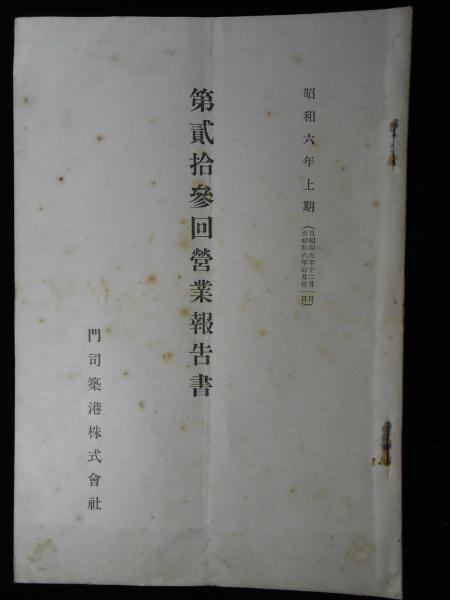 昭和六年上期
(自昭和五年十二月一日
至昭和六年五月卅一日)
第貳拾參回營業報告書
門司築港株式會社